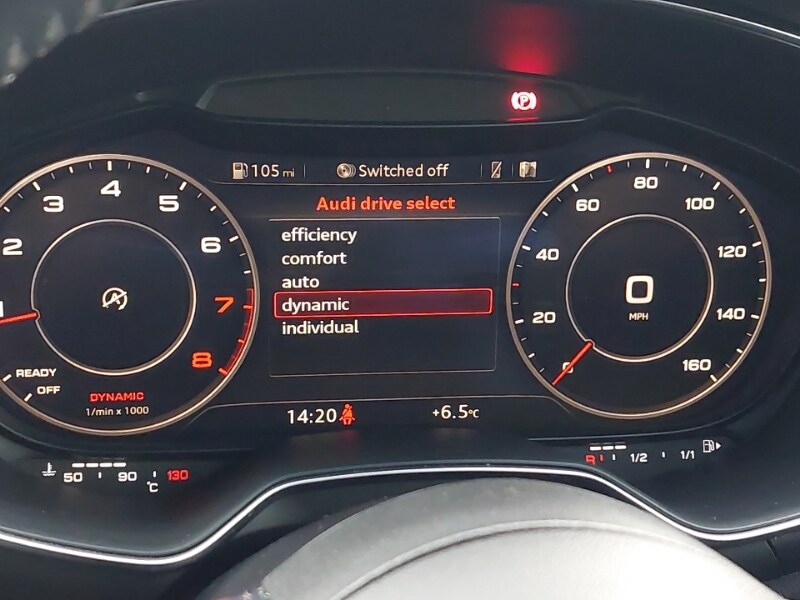 P
105 mi
Switched off
Audi drive select
efficiency
comfort
auto
dynamic
individual
1 2 3 4 5 6 7 8
A
READY
OFF
DYNAMIC
1/min x 1000
0 20 40 60 80 100 120 140 160
0
MPH
14:20
+6.5°C
50 90 130
°C
R 1/2 1/1